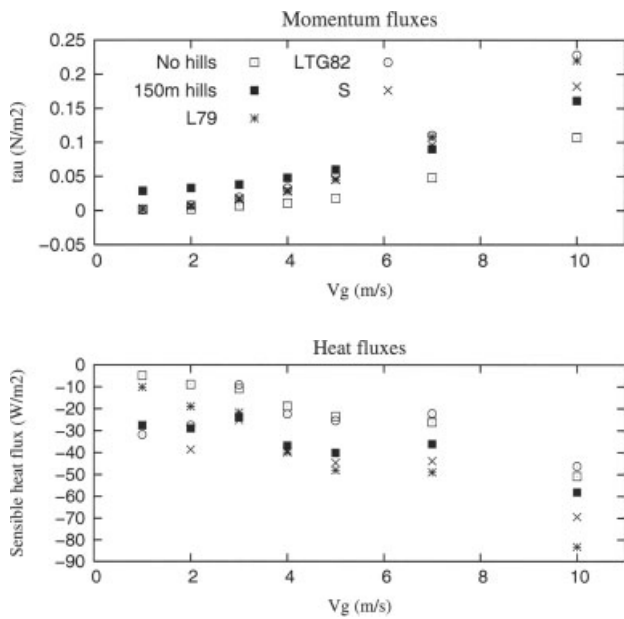 Momentum fluxes
0.25
0.2
0.15
0.1
0.05
0
−0.05
tau (N/m2)
No hills
150m hills
L79
LTG82
S
0 2 4 6 8 10
Vg (m/s)
Heat fluxes
0
−10
−20
−30
−40
−50
−60
−70
−80
−90
Sensible heat flux (W/m2)
0 2 4 6 8 10
Vg (m/s)